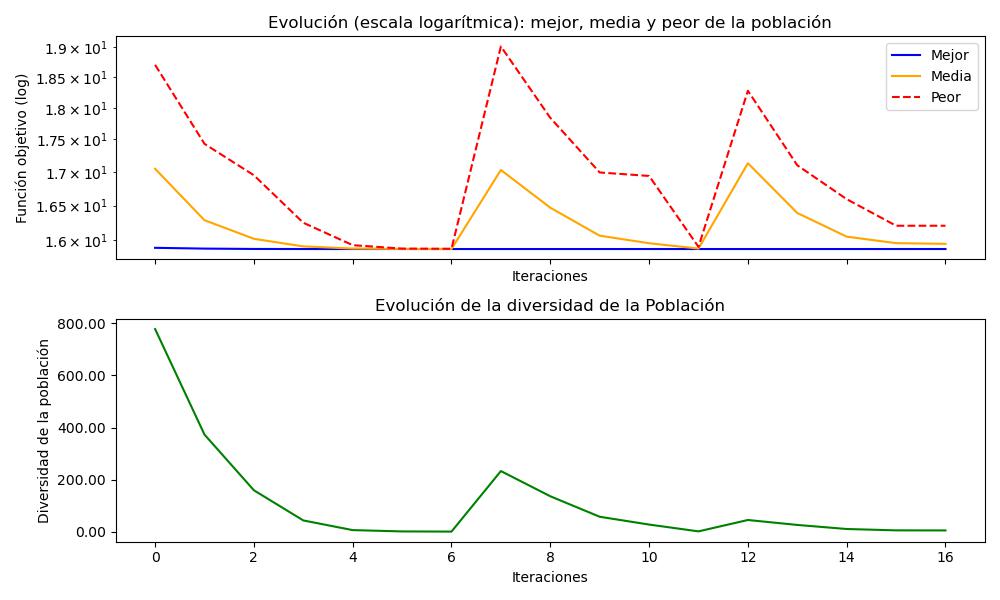 Evolución (escala logarítmica): mejor, media y peor de la población
Función objetivo (log)
1.9 × 10¹
1.85 × 10¹
1.8 × 10¹
1.75 × 10¹
1.7 × 10¹
1.65 × 10¹
1.6 × 10¹
Mejor
Media
Peor
Iteraciones
Evolución de la diversidad de la Población
Diversidad de la población
800.00
600.00
400.00
200.00
0.00
0 2 4 6 8 10 12 14 16
Iteraciones